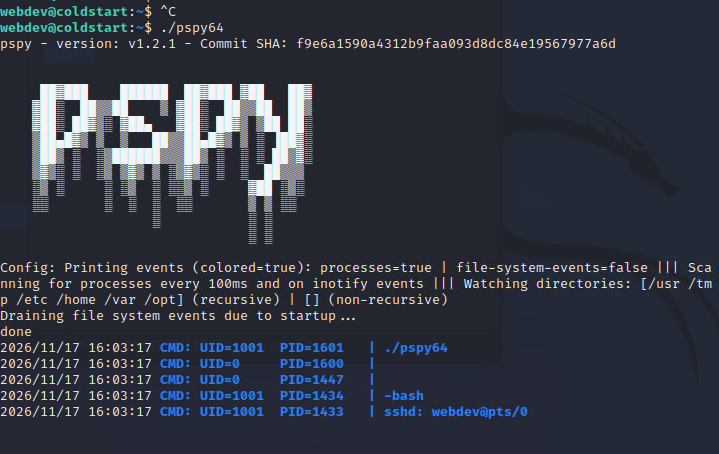 webdev@coldstart:~$ ^C
webdev@coldstart:~$ ./pspy64
pspy - version: v1.2.1 - Commit SHA: f9e6a1590a4312b9faa093d8dc84e19567977a6d
PSPY
Config: Printing events (colored=true): processes=true | file-system-events=false ||| Sca
nning for processes every 100ms and on inotify events ||| Watching directories: [/usr /tm
p /etc /home /var /opt] (recursive) | [] (non-recursive)
Draining file system events due to startup...
done
2026/11/17 16:03:17 CMD: UID=1001 PID=1601 | ./pspy64
2026/11/17 16:03:17 CMD: UID=0 PID=1600 |
2026/11/17 16:03:17 CMD: UID=0 PID=1447 |
2026/11/17 16:03:17 CMD: UID=1001 PID=1434 | -bash
2026/11/17 16:03:17 CMD: UID=1001 PID=1433 | sshd: webdev@pts/0